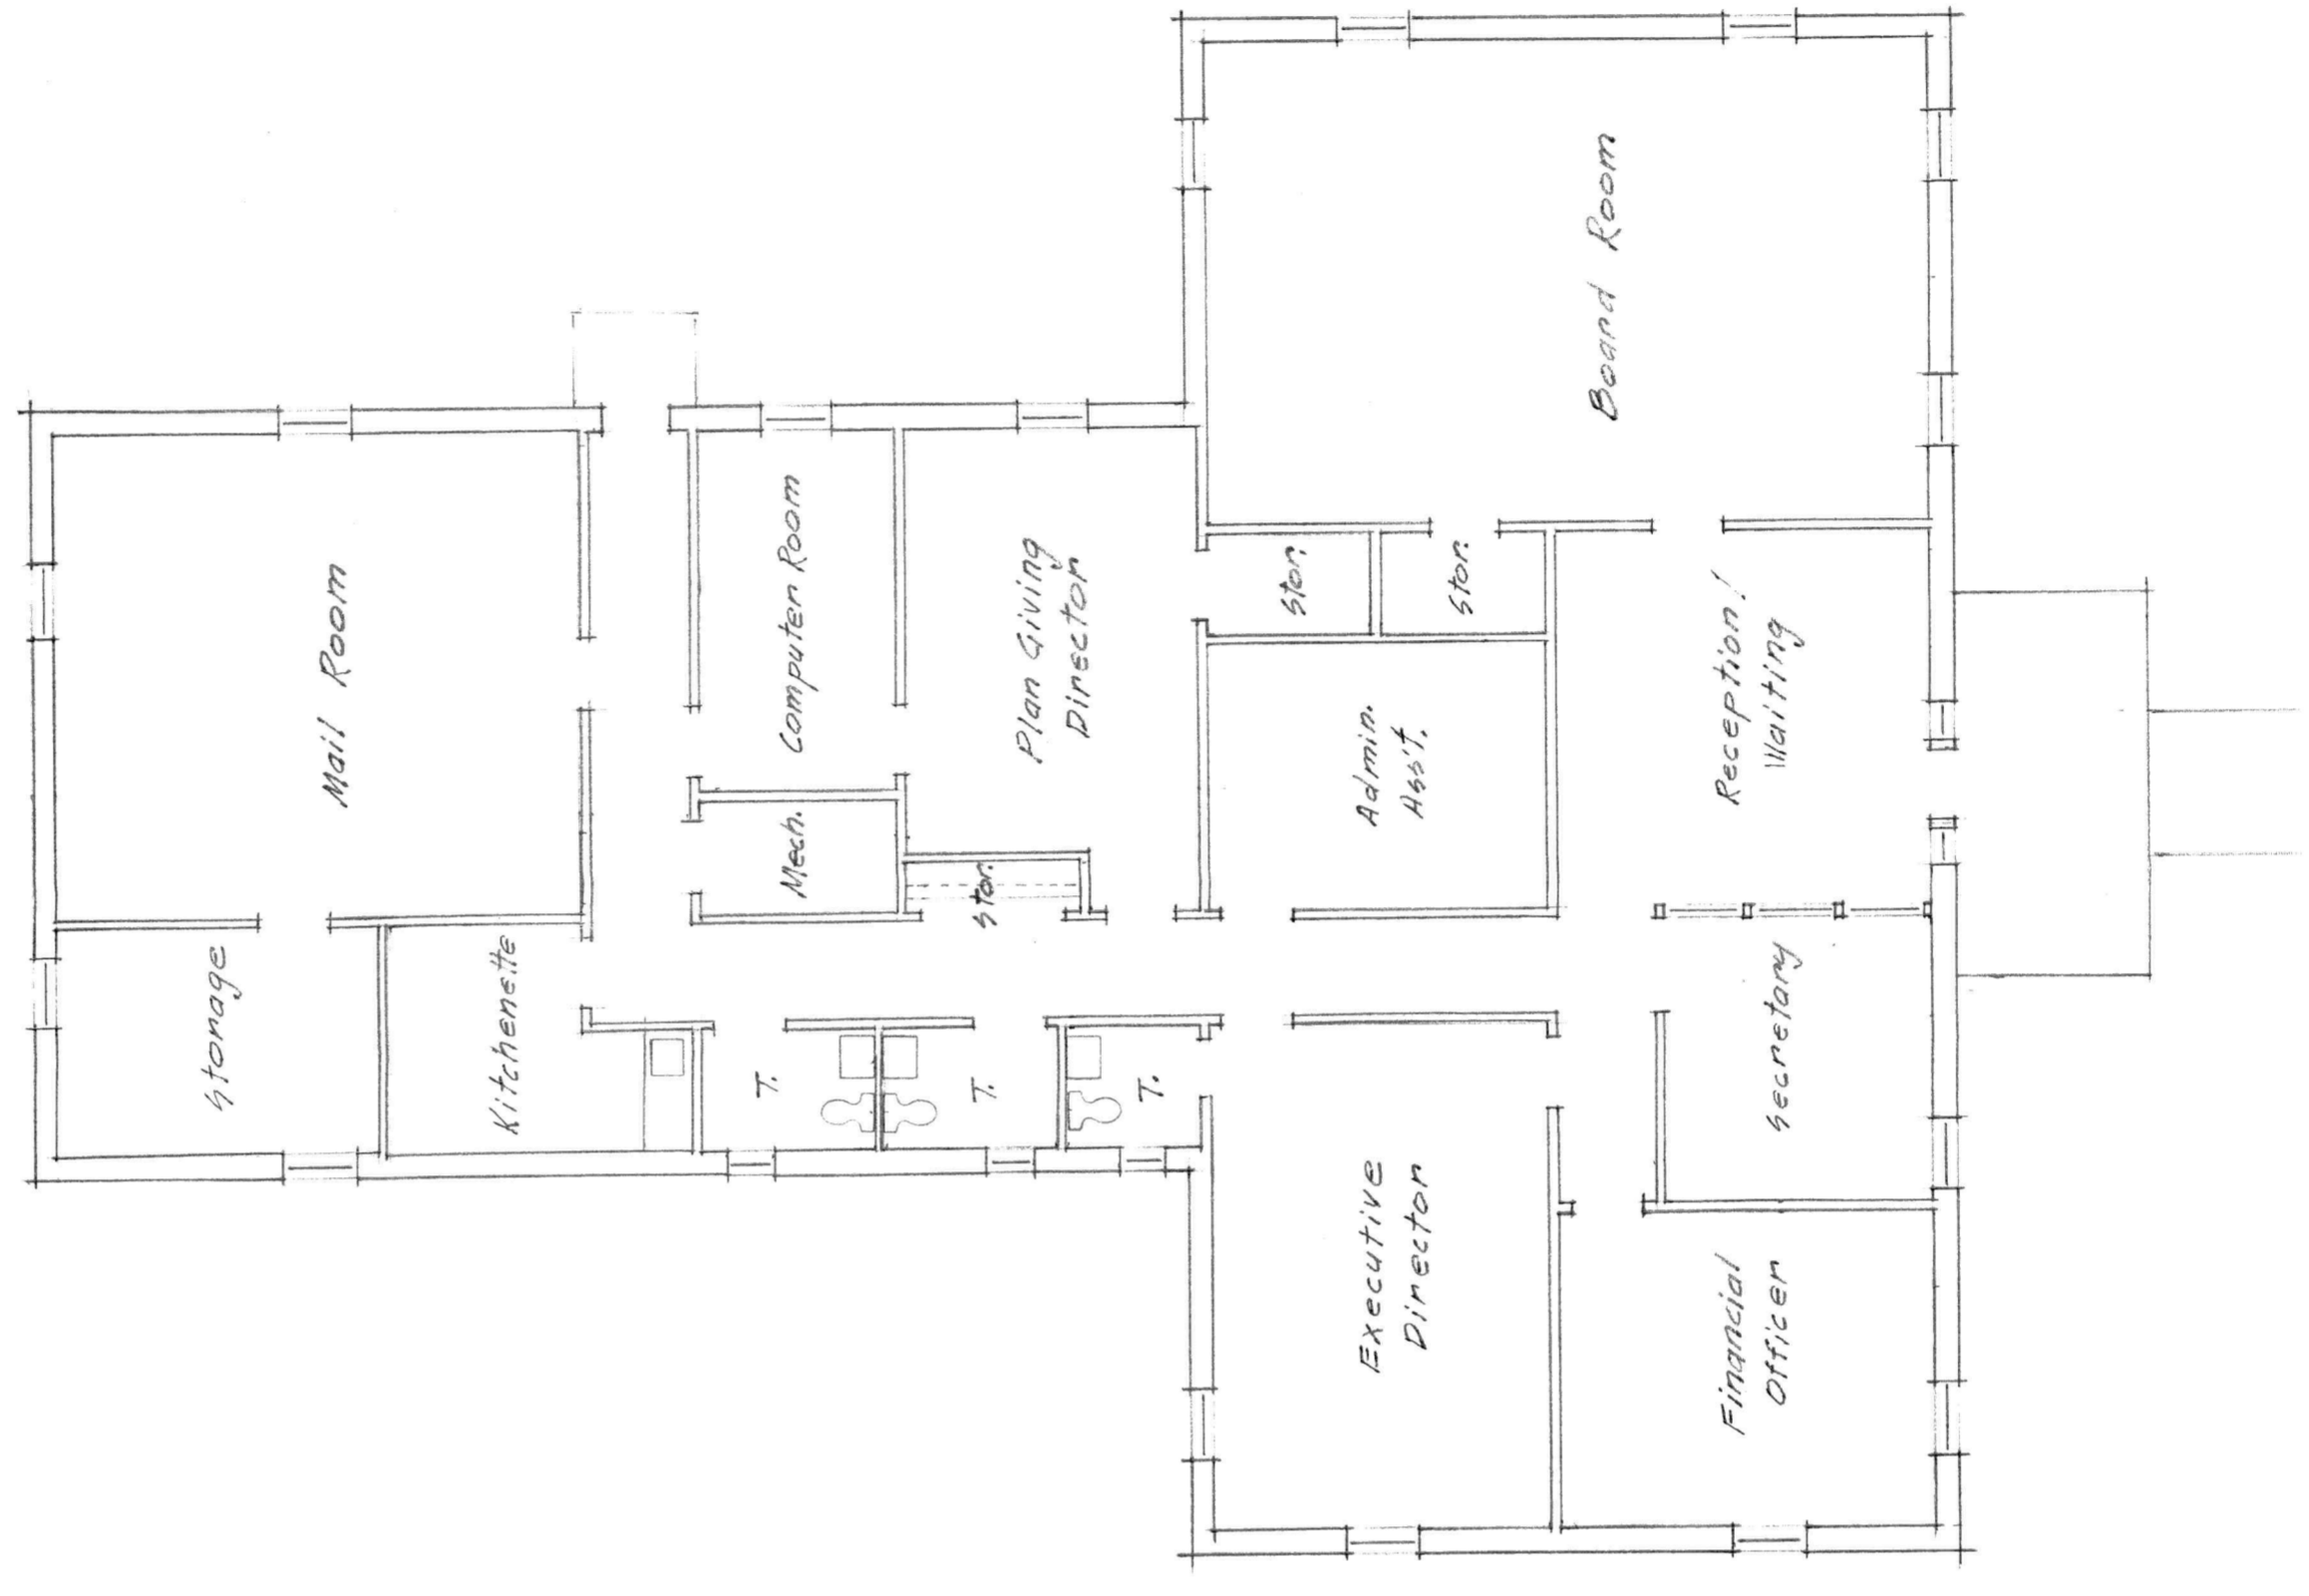 Storage
Mail Room
Kitchenette
T.
T.
T.
Mech.
Computer Room
Stor.
Plan Giving
Director
Stor.
Stor.
Admin.
Ass't.
Board Room
Reception/
Waiting
Secretary
Executive
Director
Financial
Officer